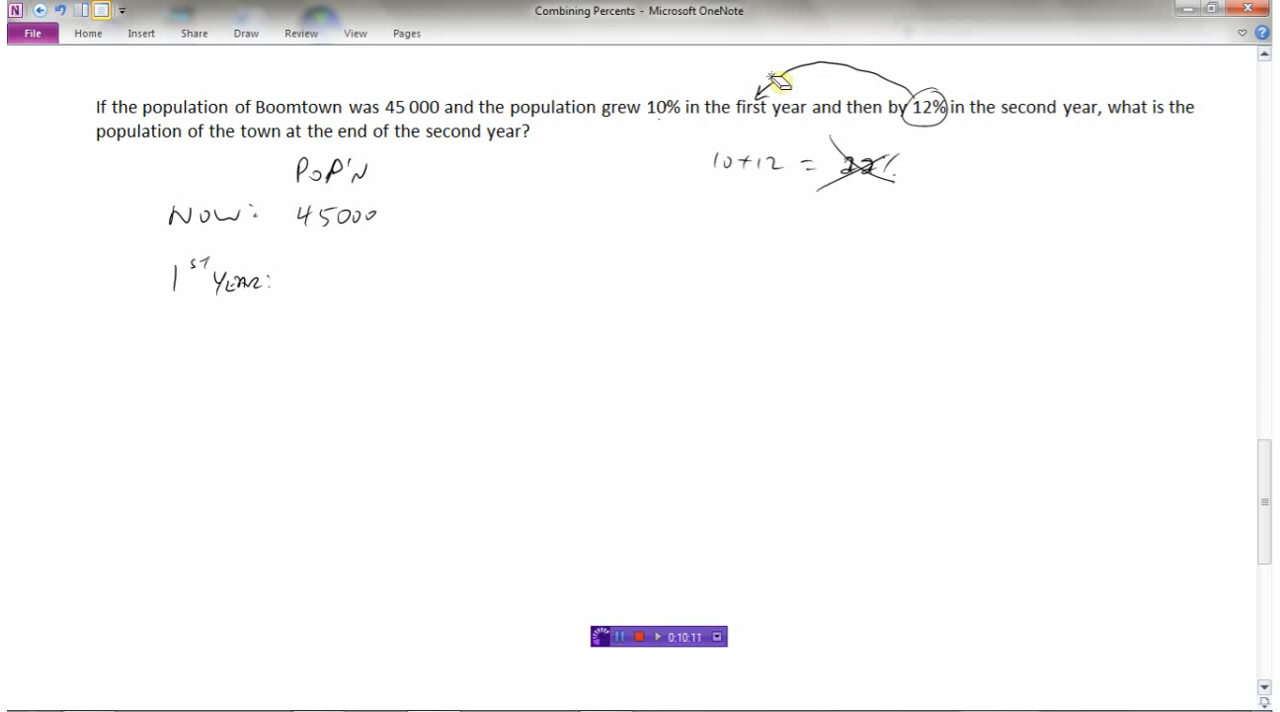 Combining Percents - Microsoft OneNote
File Home Insert Share Draw Review View Pages
If the population of Boomtown was 45 000 and the population grew 10% in the first year and then by 12% in the second year, what is the
population of the town at the end of the second year?
POP'N
10+12 = 22%
NOW: 45000
1ST YEAR:
0:10:11